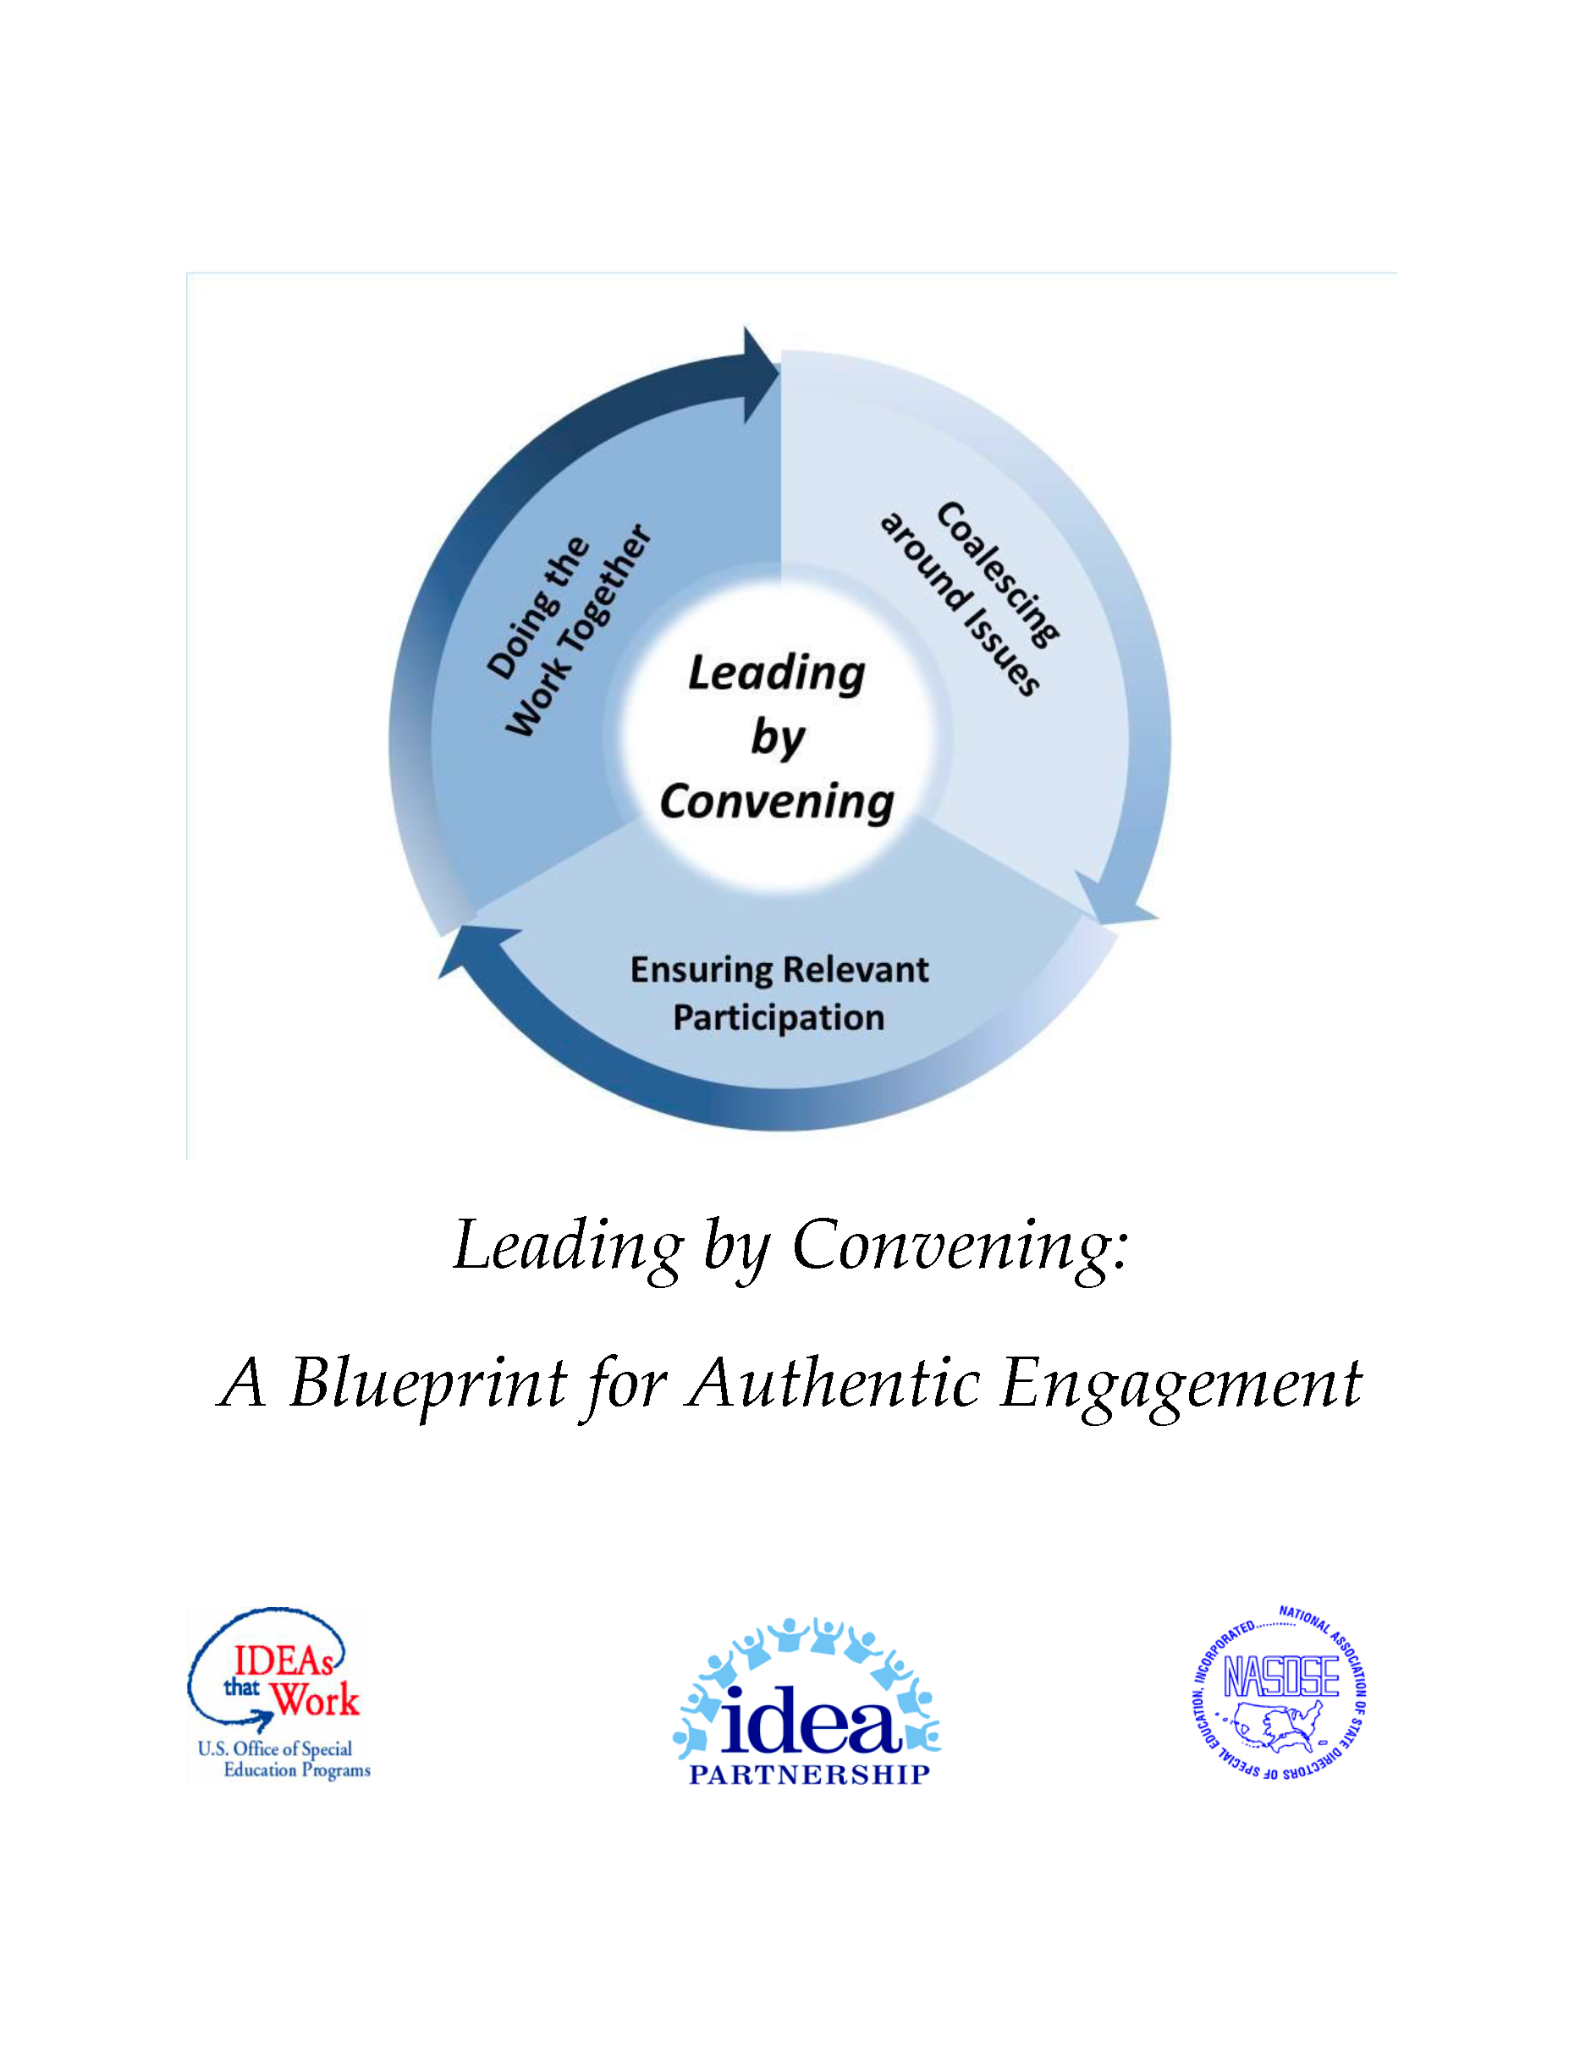 Doing the
Work Together
Coalescing
around Issues
Leading
by
Convening
Ensuring Relevant
Participation
Leading by Convening:
A Blueprint for Authentic Engagement
IDEAs
that Work
U.S. Office of Special
Education Programs
idea
PARTNERSHIP
NATIONAL ASSOCIATION OF STATE DIRECTORS OF SPECIAL EDUCATION, INCORPORATED
NASDSE